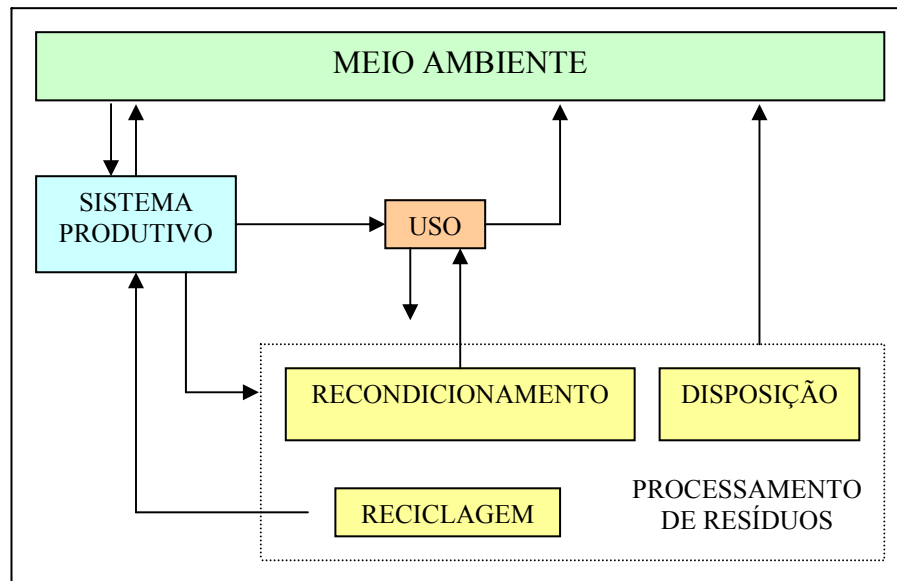 MEIO AMBIENTE
SISTEMA
PRODUTIVO
USO
RECONDICIONAMENTO
DISPOSIÇÃO
RECICLAGEM
PROCESSAMENTO
DE RESÍDUOS